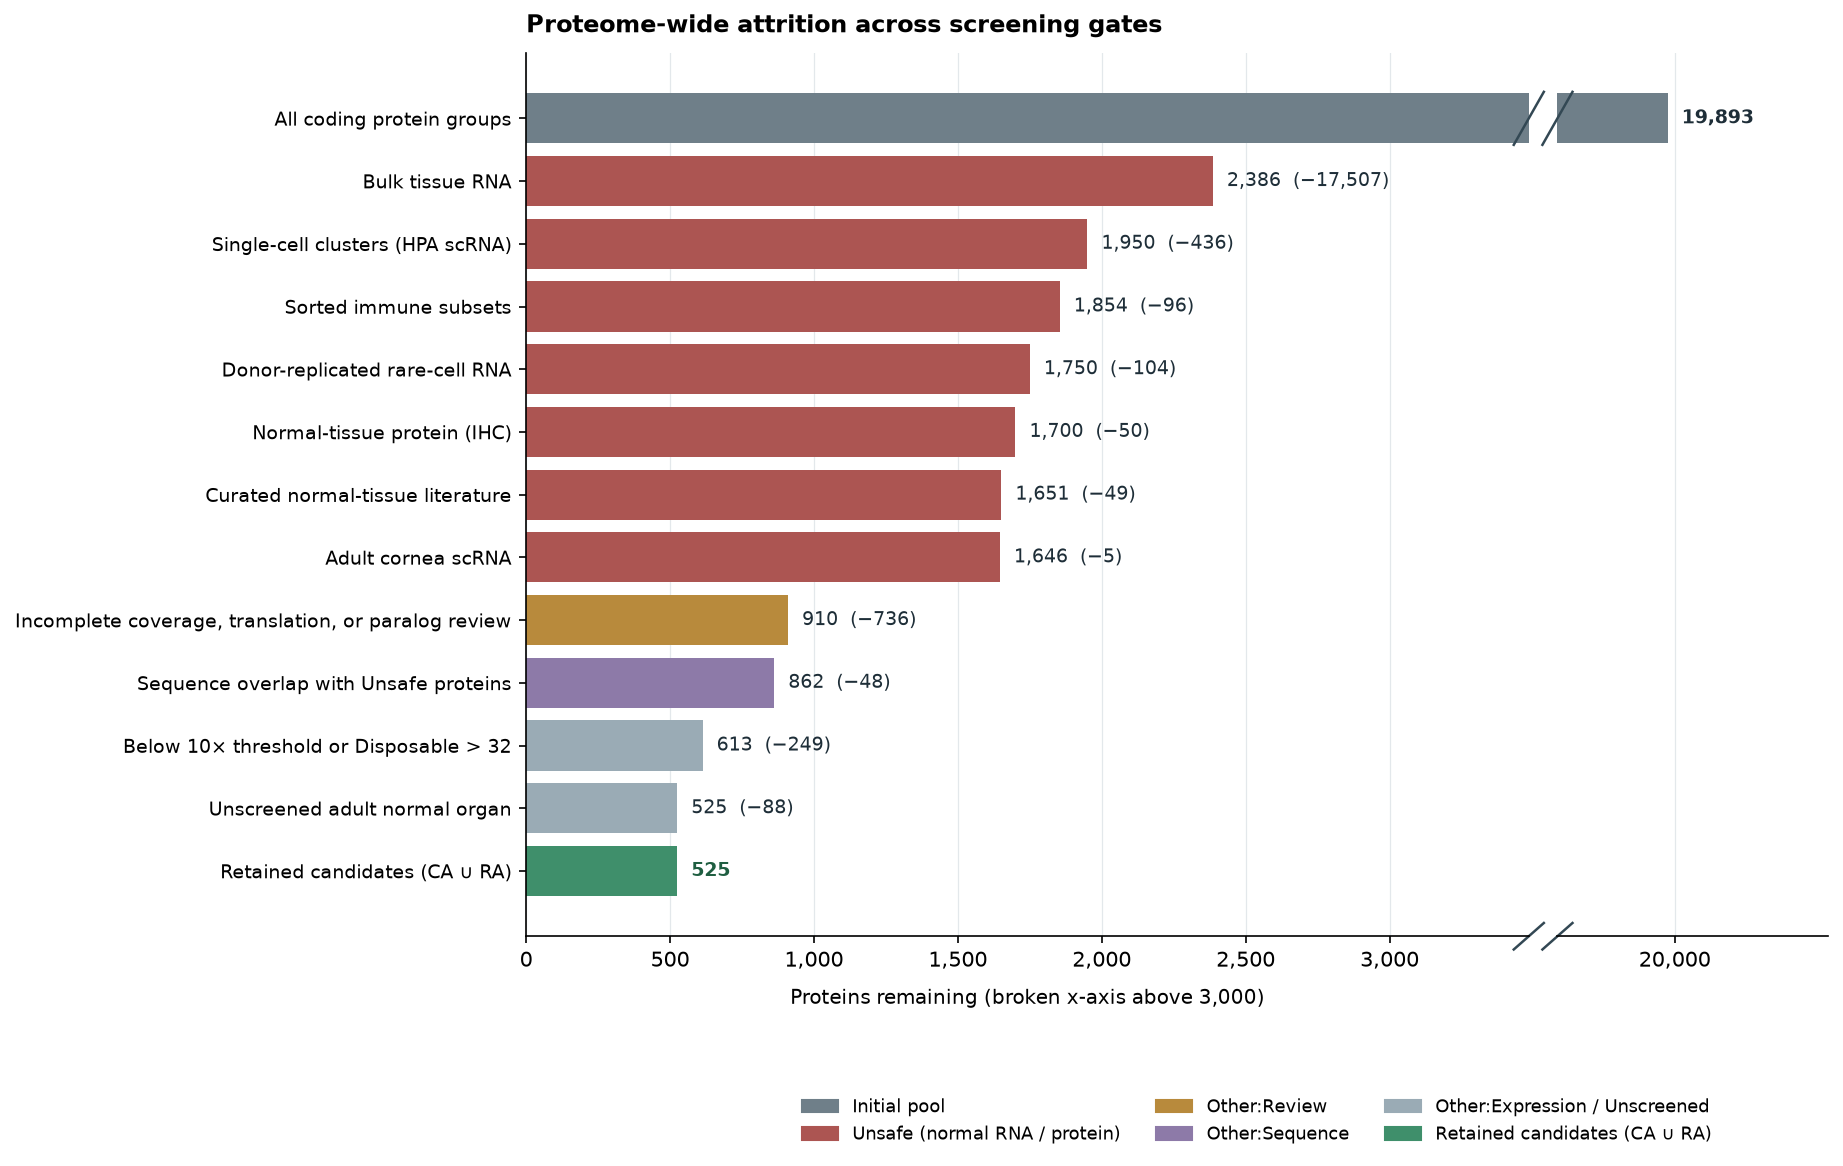 Proteome-wide attrition across screening gates
All coding protein groups
19,893
Bulk tissue RNA
2,386 (−17,507)
Single-cell clusters (HPA scRNA)
1,950 (−436)
Sorted immune subsets
1,854 (−96)
Donor-replicated rare-cell RNA
1,750 (−104)
Normal-tissue protein (IHC)
1,700 (−50)
Curated normal-tissue literature
1,651 (−49)
Adult cornea scRNA
1,646 (−5)
Incomplete coverage, translation, or paralog review
910 (−736)
Sequence overlap with Unsafe proteins
862 (−48)
Below 10× threshold or Disposable > 32
613 (−249)
Unscreened adult normal organ
525 (−88)
Retained candidates (CA ∪ RA)
525
0 500 1,000 1,500 2,000 2,500 3,000 20,000
Proteins remaining (broken x-axis above 3,000)
Initial pool
Unsafe (normal RNA / protein)
Other:Review
Other:Sequence
Other:Expression / Unscreened
Retained candidates (CA ∪ RA)